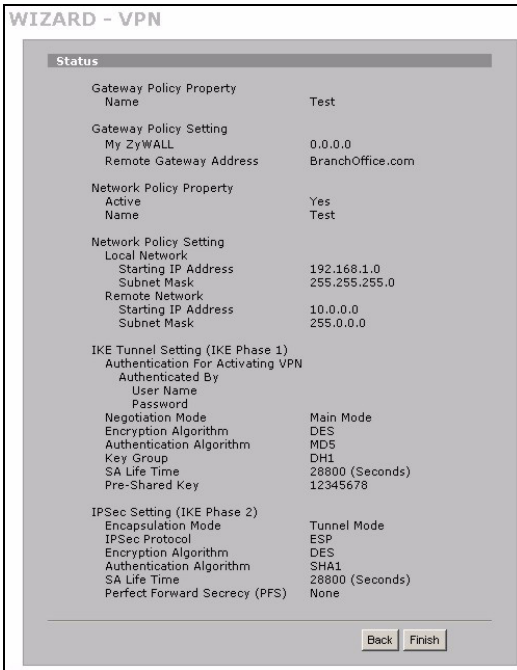 WIZARD - VPN
Status
Gateway Policy Property
Name Test
Gateway Policy Setting
My ZyWALL 0.0.0.0
Remote Gateway Address BranchOffice.com
Network Policy Property
Active Yes
Name Test
Network Policy Setting
Local Network
Starting IP Address 192.168.1.0
Subnet Mask 255.255.255.0
Remote Network
Starting IP Address 10.0.0.0
Subnet Mask 255.0.0.0
IKE Tunnel Setting (IKE Phase 1)
Authentication For Activating VPN
Authenticated By
User Name
Password
Negotiation Mode Main Mode
Encryption Algorithm DES
Authentication Algorithm MD5
Key Group DH1
SA Life Time 28800 (Seconds)
Pre-Shared Key 12345678
IPSec Setting (IKE Phase 2)
Encapsulation Mode Tunnel Mode
IPSec Protocol ESP
Encryption Algorithm DES
Authentication Algorithm SHA1
SA Life Time 28800 (Seconds)
Perfect Forward Secrecy (PFS) None
Back Finish